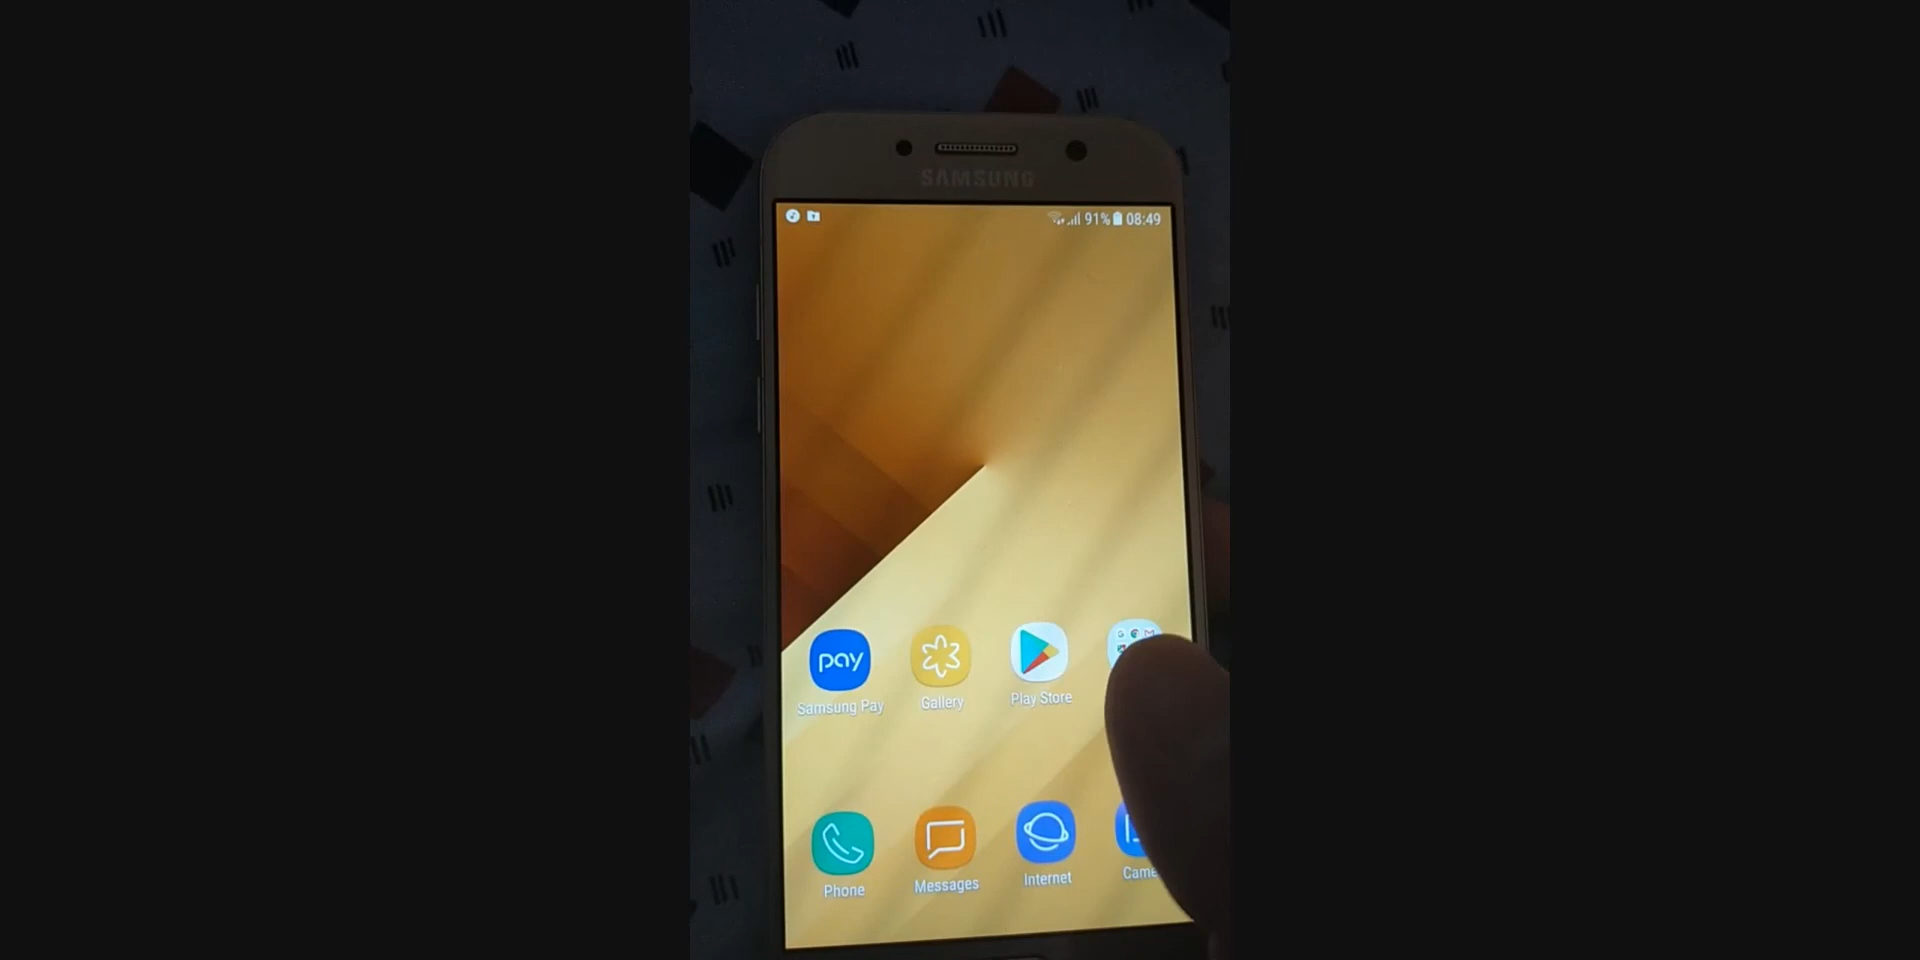 SAMSUNG
91% 08:49
pay
Samsung Pay
Gallery
Play Store
Phone
Messages
Internet
Came